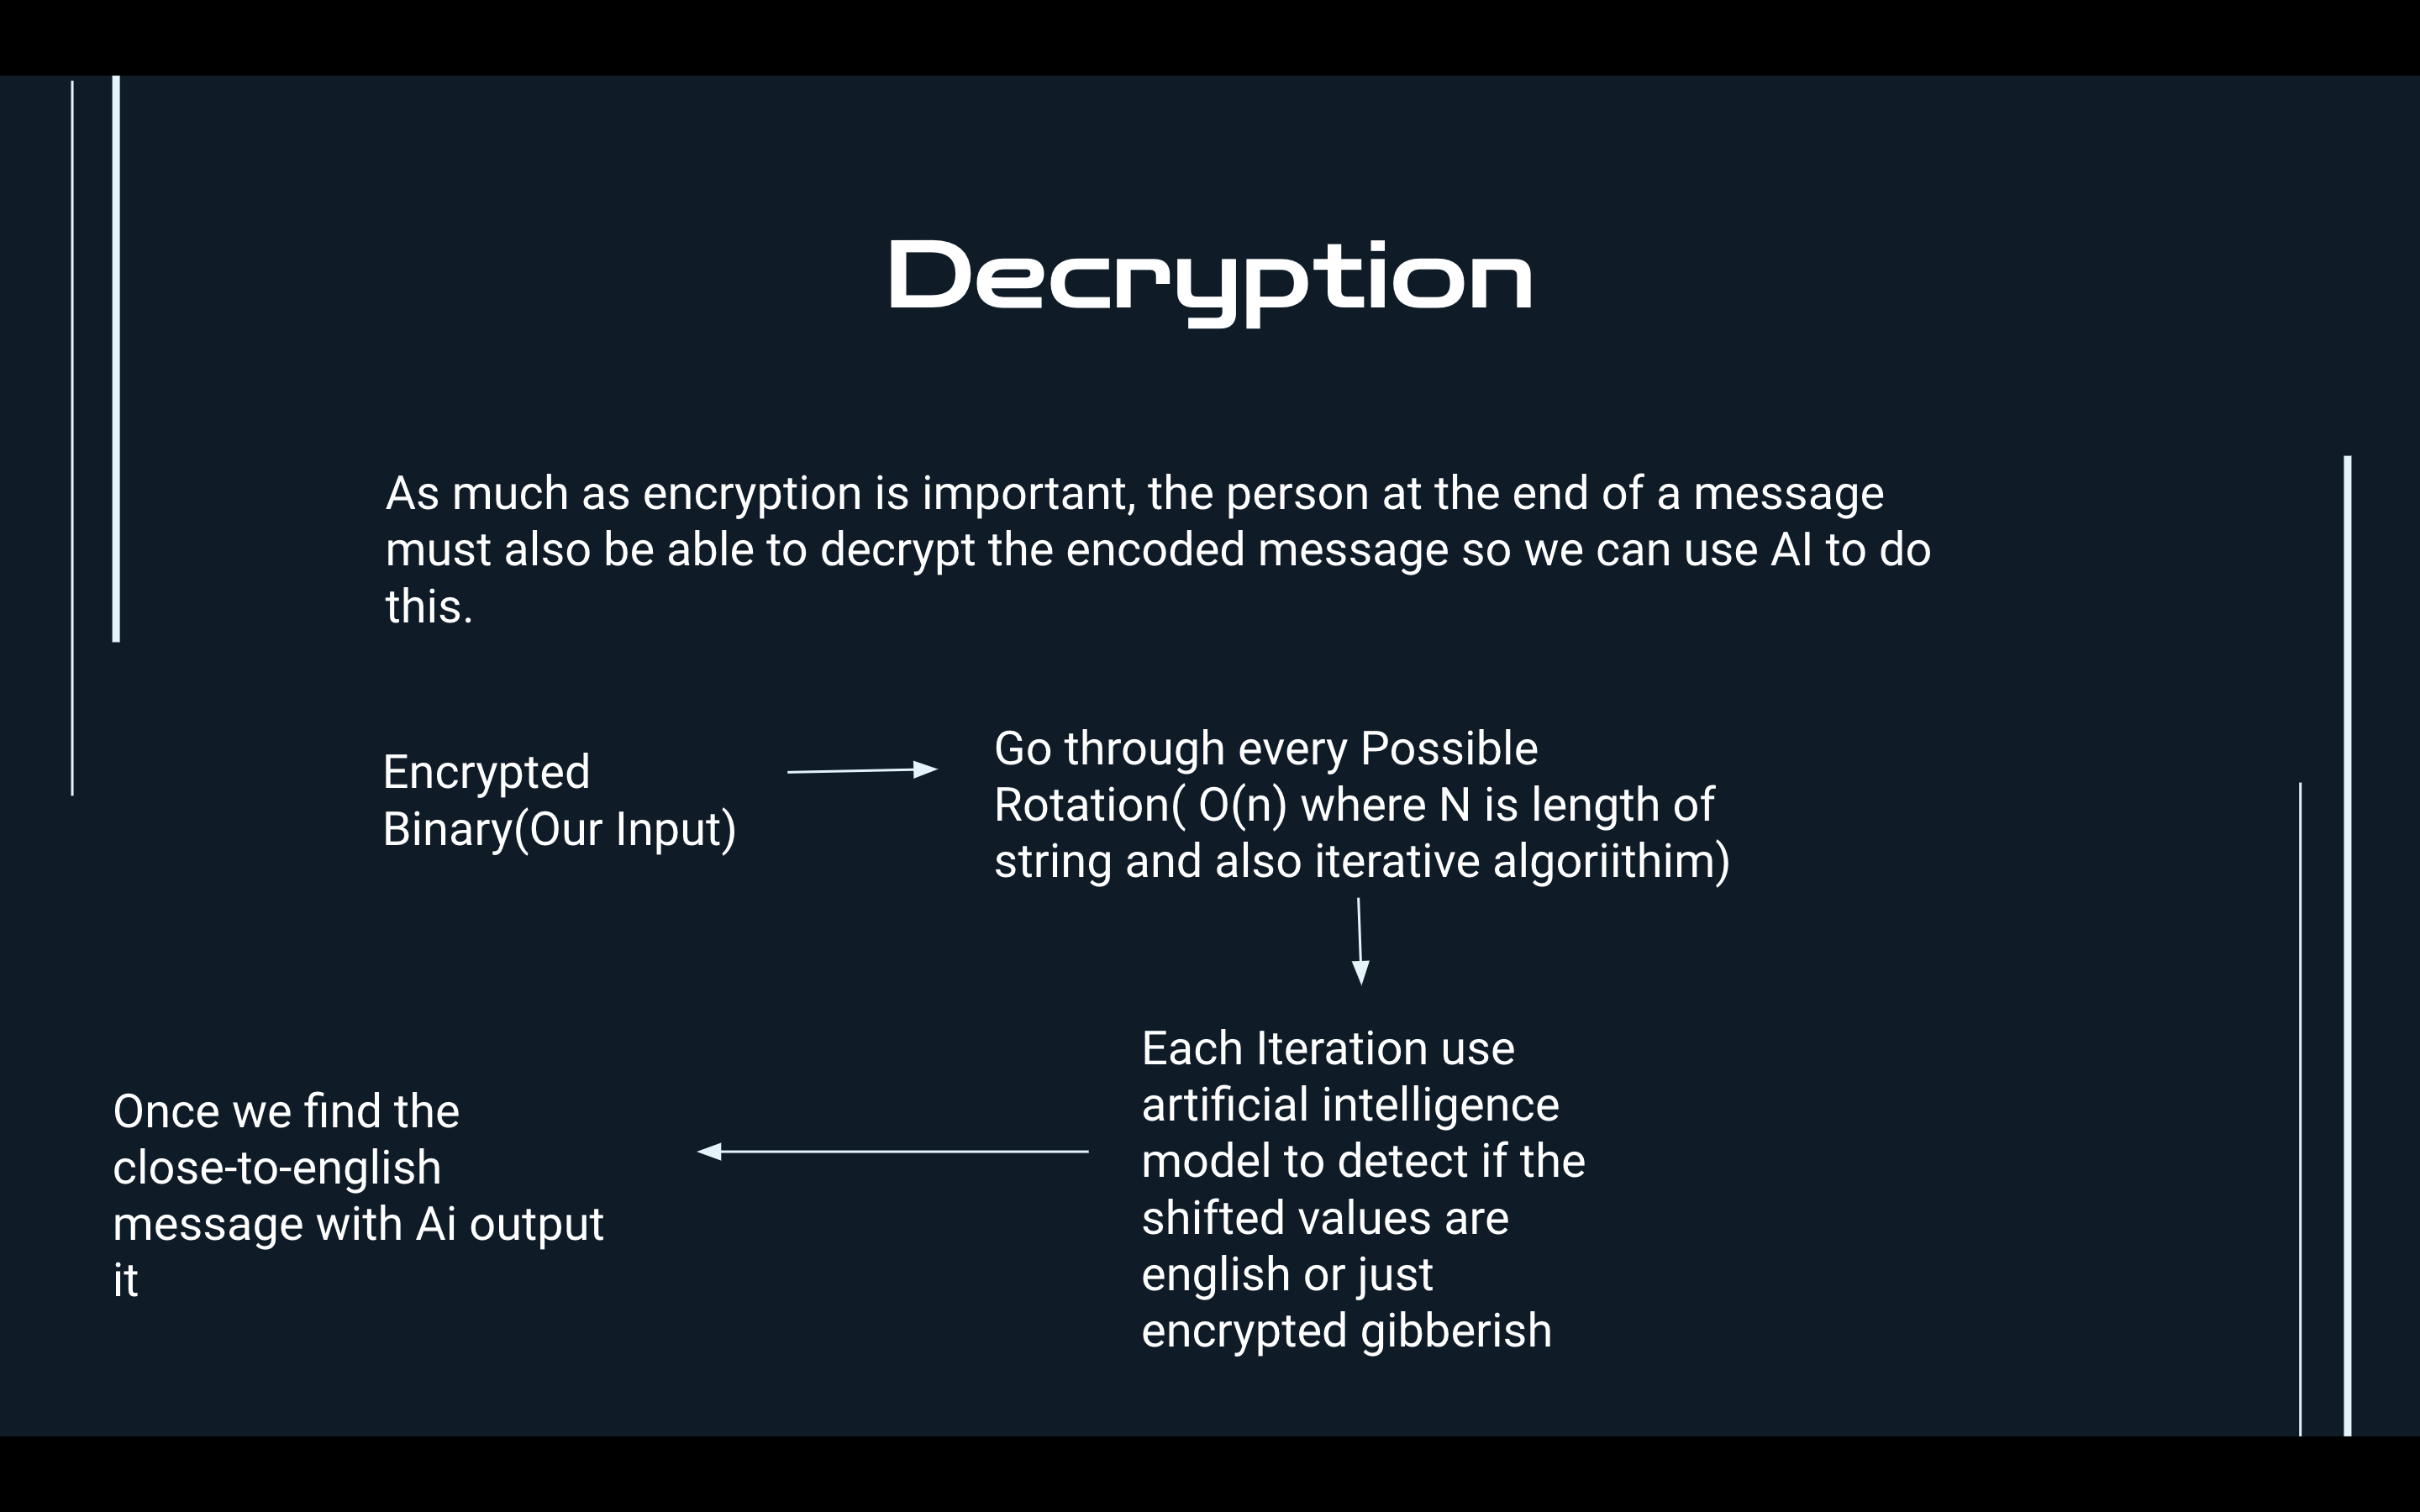 Decryption
As much as encryption is important, the person at the end of a message
must also be able to decrypt the encoded message so we can use AI to do
this.
Encrypted
Binary(Our Input)
Go through every Possible
Rotation( O(n) where N is length of
string and also iterative algoriithim)
Each Iteration use
artificial intelligence
model to detect if the
shifted values are
english or just
encrypted gibberish
Once we find the
close-to-english
message with Ai output
it